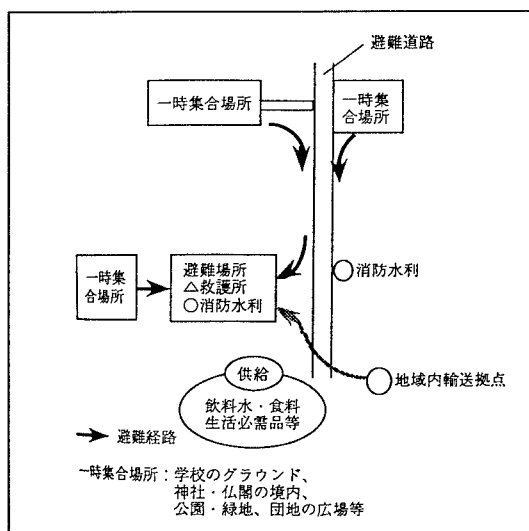 避難道路
一時集合場所
一時集
合場所
一時集
合場所
避難場所
△救護所
○消防水利
消防水利
地域内輸送拠点
供給
飲料水・食料
生活必需品等
避難経路
一時集合場所：学校のグラウンド、
神社・仏閣の境内、
公園・緑地、団地の広場等